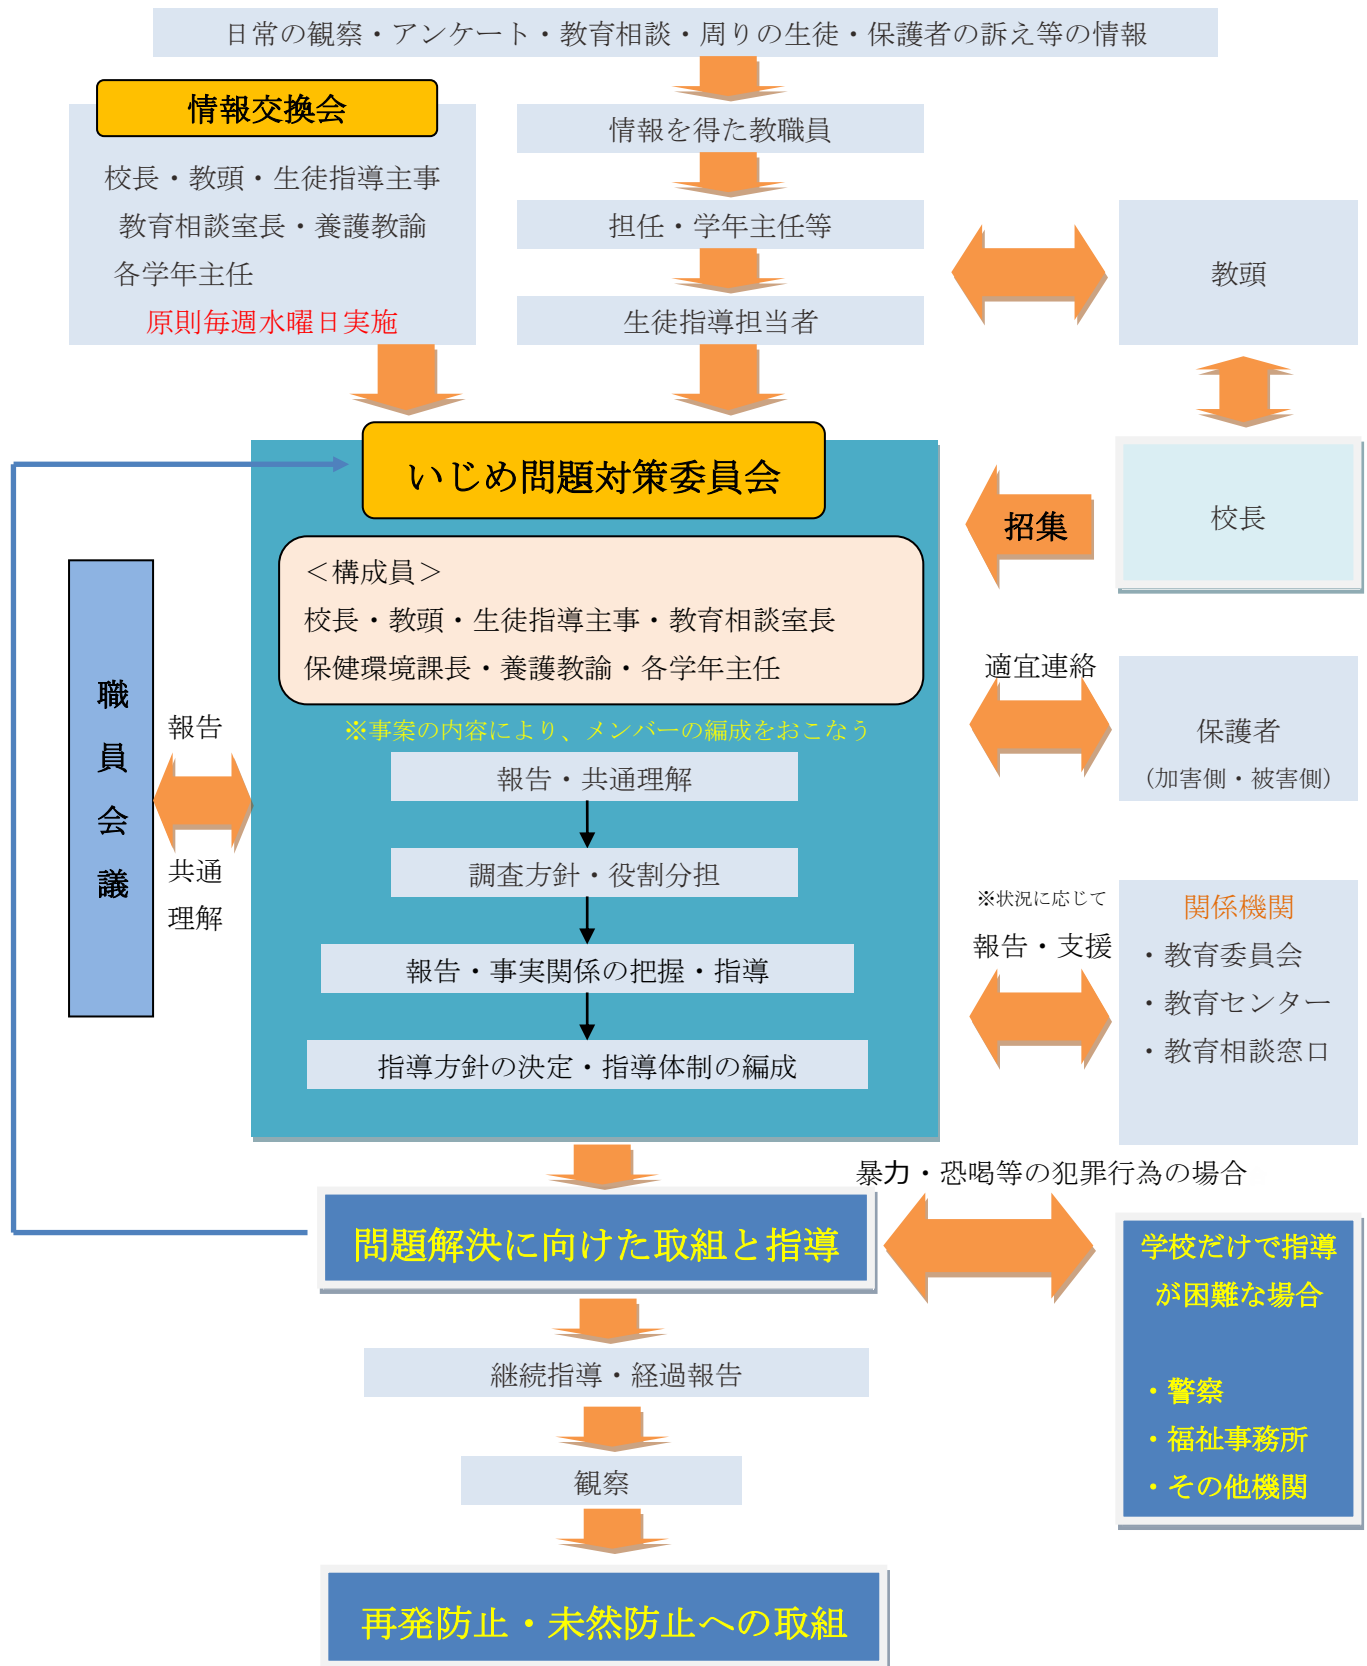 日常の観察・アンケート・教育相談・周りの生徒・保護者の訴え等の情報
情報交換会
校長・教頭・生徒指導主事
教育相談室長・養護教諭
各学年主任
原則毎週水曜日実施
情報を得た教職員
担任・学年主任等
生徒指導担当者
教頭
校長
招集
いじめ問題対策委員会
＜構成員＞
校長・教頭・生徒指導主事・教育相談室長
保健環境課長・養護教諭・各学年主任
※事案の内容により、メンバーの編成をおこなう
報告・共通理解
調査方針・役割分担
報告・事実関係の把握・指導
指導方針の決定・指導体制の編成
職員会議
報告
共通
理解
適宜連絡
保護者
（加害側・被害側）
※状況に応じて
報告・支援
関係機関
・教育委員会
・教育センター
・教育相談窓口
暴力・恐喝等の犯罪行為の場合
問題解決に向けた取組と指導
学校だけで指導
が困難な場合
・警察
・福祉事務所
・その他機関
継続指導・経過報告
観察
再発防止・未然防止への取組